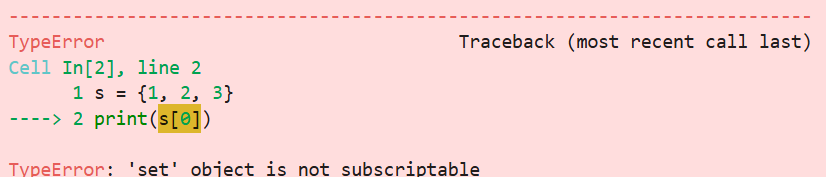 ---------------------------------------------------------------------------
TypeError                                 Traceback (most recent call last)
Cell In[2], line 2
      1 s = {1, 2, 3}
----> 2 print(s[0])
TypeError: 'set' object is not subscriptable